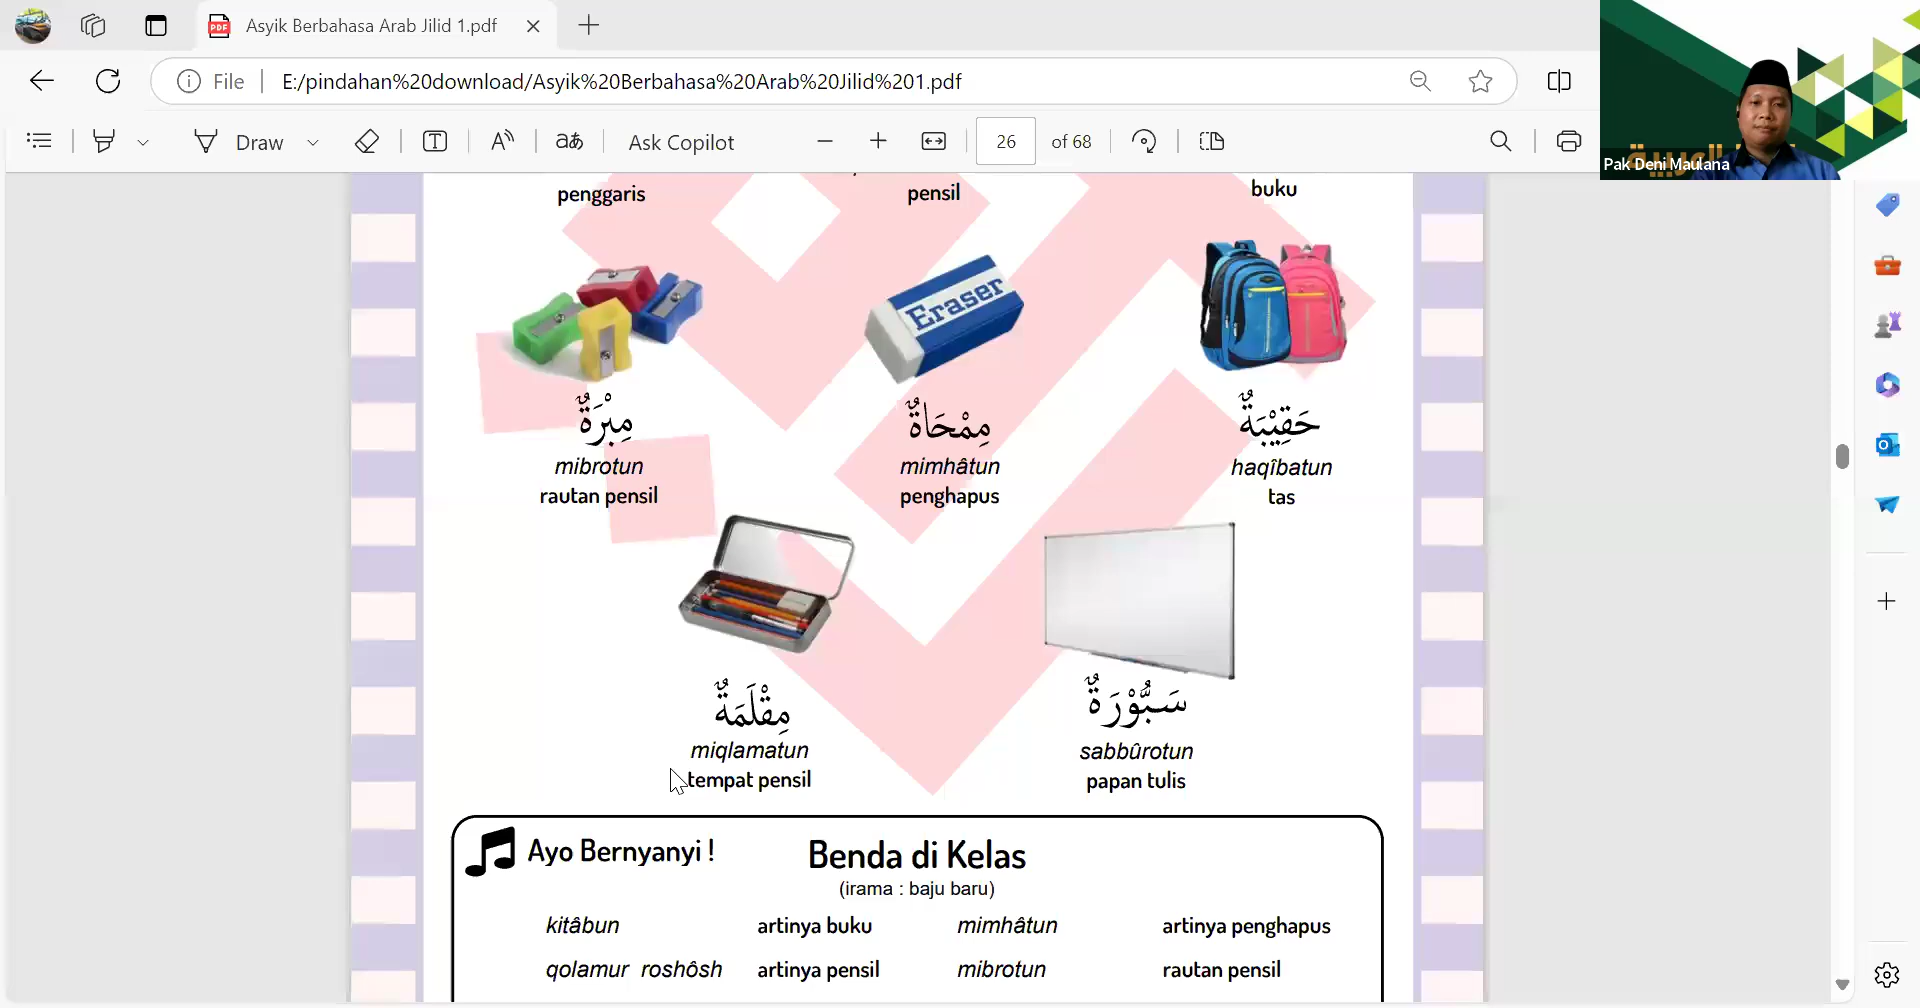 Asyik Berbahasa Arab Jilid 1.pdf
File
E:/pindahan%20download/Asyik%20Berbahasa%20Arab%20Jilid%201.pdf
Draw
Ask Copilot
26 of 68
Pak Deni Maulana
penggaris pensil buku
Eraser
مِبْرَةٌ مِمْحَاةٌ حَقِيْبَةٌ
mibrotun mimhâtun haqîbatun
rautan pensil penghapus tas
مِقْلَمَةٌ سَبُّوْرَةٌ
miqlamatun sabbûrotun
tempat pensil papan tulis
Ayo Bernyanyi !
Benda di Kelas
(irama : baju baru)
kitâbun artinya buku mimhâtun artinya penghapus
qolamur roshôsh artinya pensil mibrotun rautan pensil